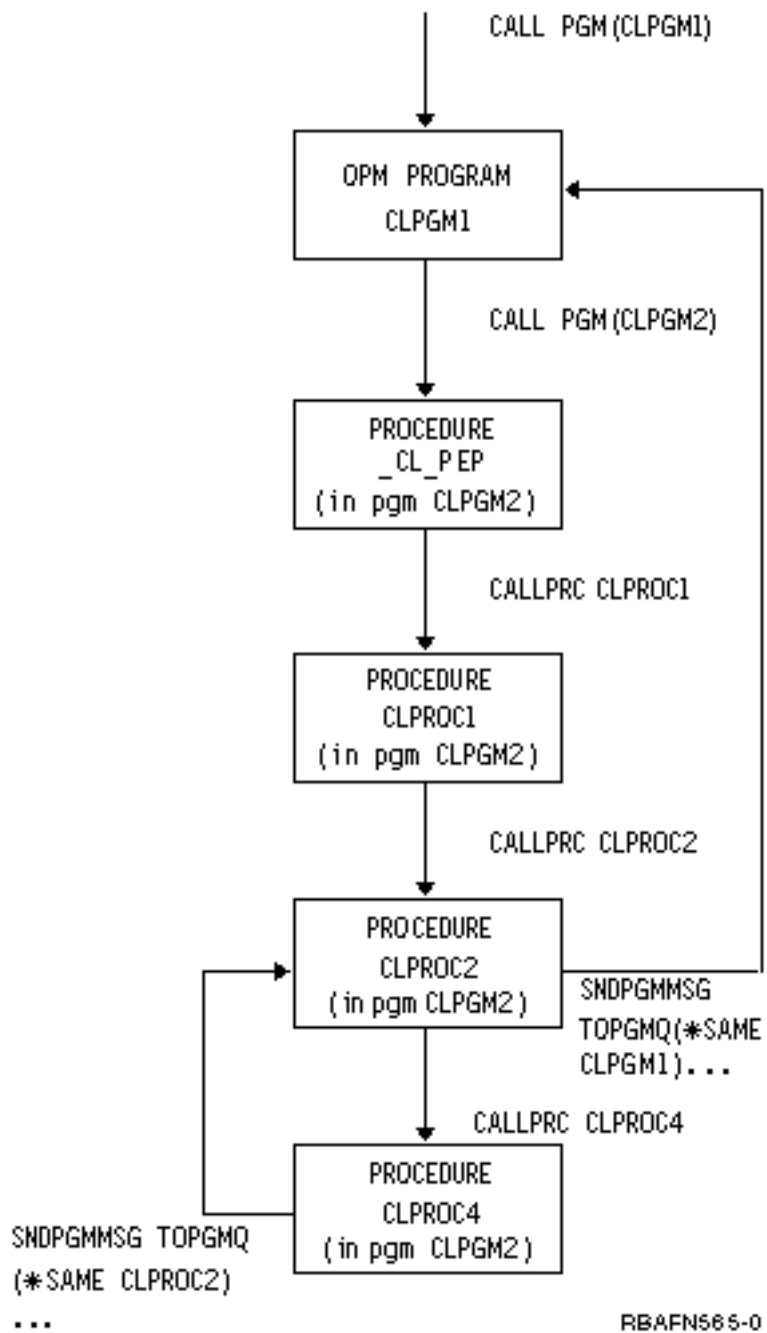 CALL PGM(CLPGM1)
OPM PROGRAM
CLPGM1
CALL PGM(CLPGM2)
PROCEDURE
_CL_PEP
(in pgm CLPGM2)
CALLPRC CLPROC1
PROCEDURE
CLPROC1
(in pgm CLPGM2)
CALLPRC CLPROC2
PROCEDURE
CLPROC2
(in pgm CLPGM2)
SNDPGMMSG
TOPGMQ(*SAME
CLPGM1)...
CALLPRC CLPROC4
PROCEDURE
CLPROC4
(in pgm CLPGM2)
SNDPGMMSG TOPGMQ
(*SAME CLPROC2)
...
RBAFN565-0